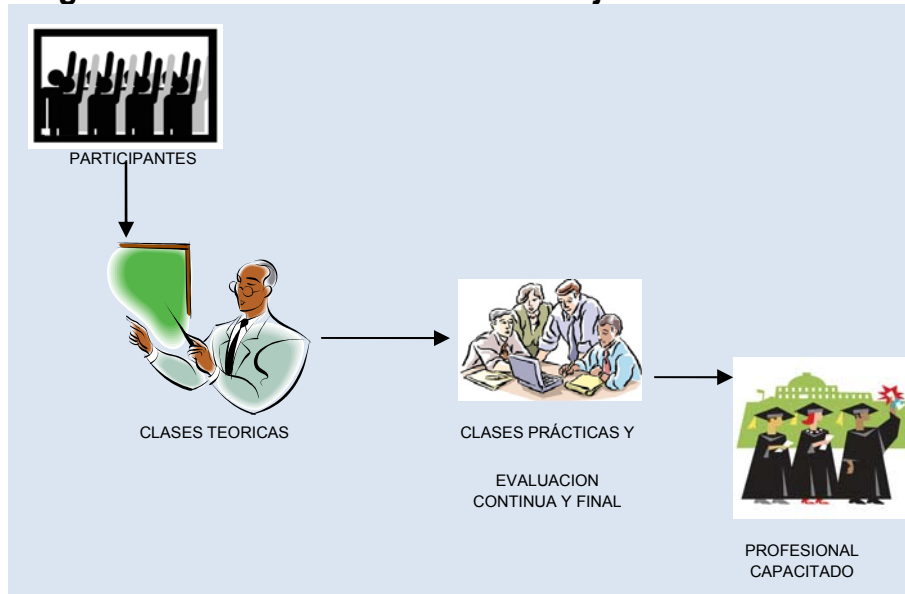 PARTICIPANTES
CLASES TEORICAS
CLASES PRÁCTICAS Y
EVALUACION
CONTINUA Y FINAL
PROFESIONAL
CAPACITADO